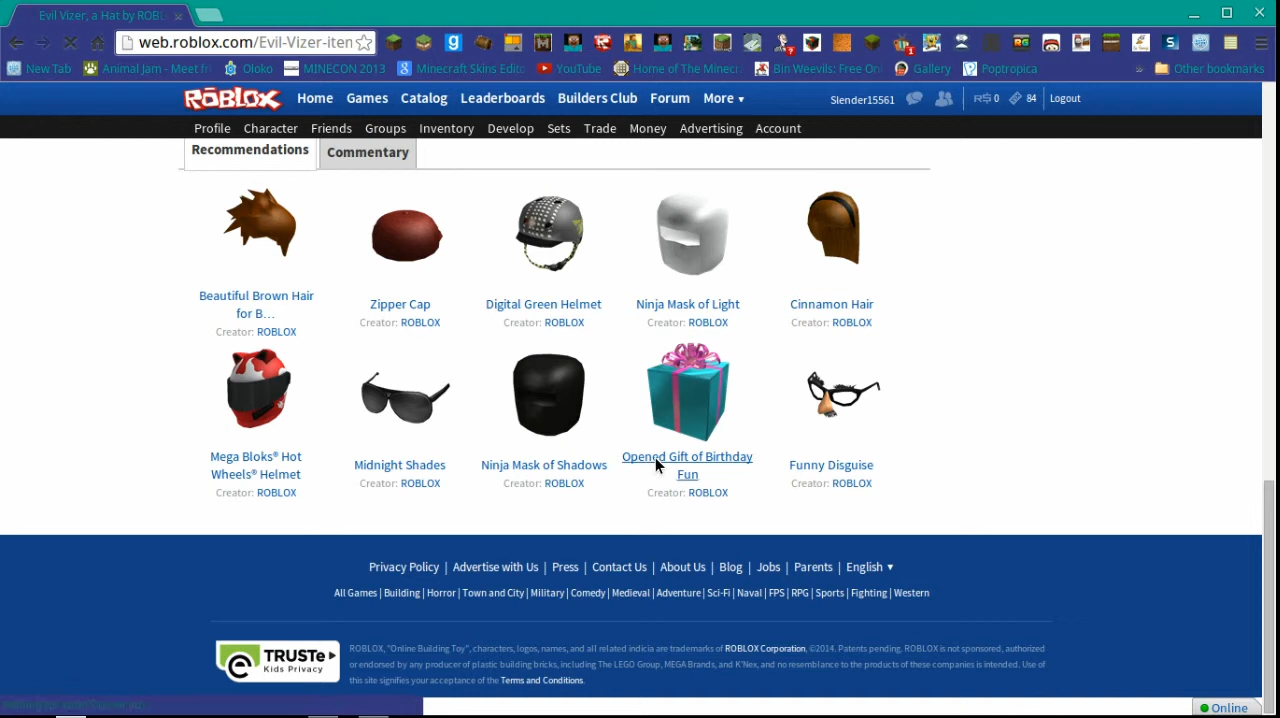 Evil Vizer, a Hat by ROBL
web.roblox.com/Evil-Vizer-iten
New Tab Animal Jam - Meet f Oloko MINECON 2013 Minecraft Skins Edit YouTube Home of The Minec Bin Weevils: Free On Gallery Poptropica » Other bookmarks
ROBLOX Home Games Catalog Leaderboards Builders Club Forum More ▾ Slender15561 R$ 0 84 Logout
Profile Character Friends Groups Inventory Develop Sets Trade Money Advertising Account
Recommendations Commentary
Beautiful Brown Hair for B... 
Creator: ROBLOX
Zipper Cap
Creator: ROBLOX
Digital Green Helmet
Creator: ROBLOX
Ninja Mask of Light
Creator: ROBLOX
Cinnamon Hair
Creator: ROBLOX
Mega Bloks® Hot
Wheels® Helmet
Creator: ROBLOX
Midnight Shades
Creator: ROBLOX
Ninja Mask of Shadows
Creator: ROBLOX
Opened Gift of Birthday
Fun
Creator: ROBLOX
Funny Disguise
Creator: ROBLOX
Privacy Policy | Advertise with Us | Press | Contact Us | About Us | Blog | Jobs | Parents | English ▾
All Games | Building | Horror | Town and City | Military | Comedy | Medieval | Adventure | Sci-Fi | Naval | FPS | RPG | Sports | Fighting | Western
TRUSTe
Kids Privacy
ROBLOX, "Online Building Toy", characters, logos, names, and all related indicia are trademarks of ROBLOX Corporation, ©2014. Patents pending. ROBLOX is not sponsored, authorized
or endorsed by any producer of plastic building bricks, including The LEGO Group, MEGA Brands, and K'Nex, and no resemblance to the products of these companies is intended. Use of
this site signifies your acceptance of the Terms and Conditions.
Online